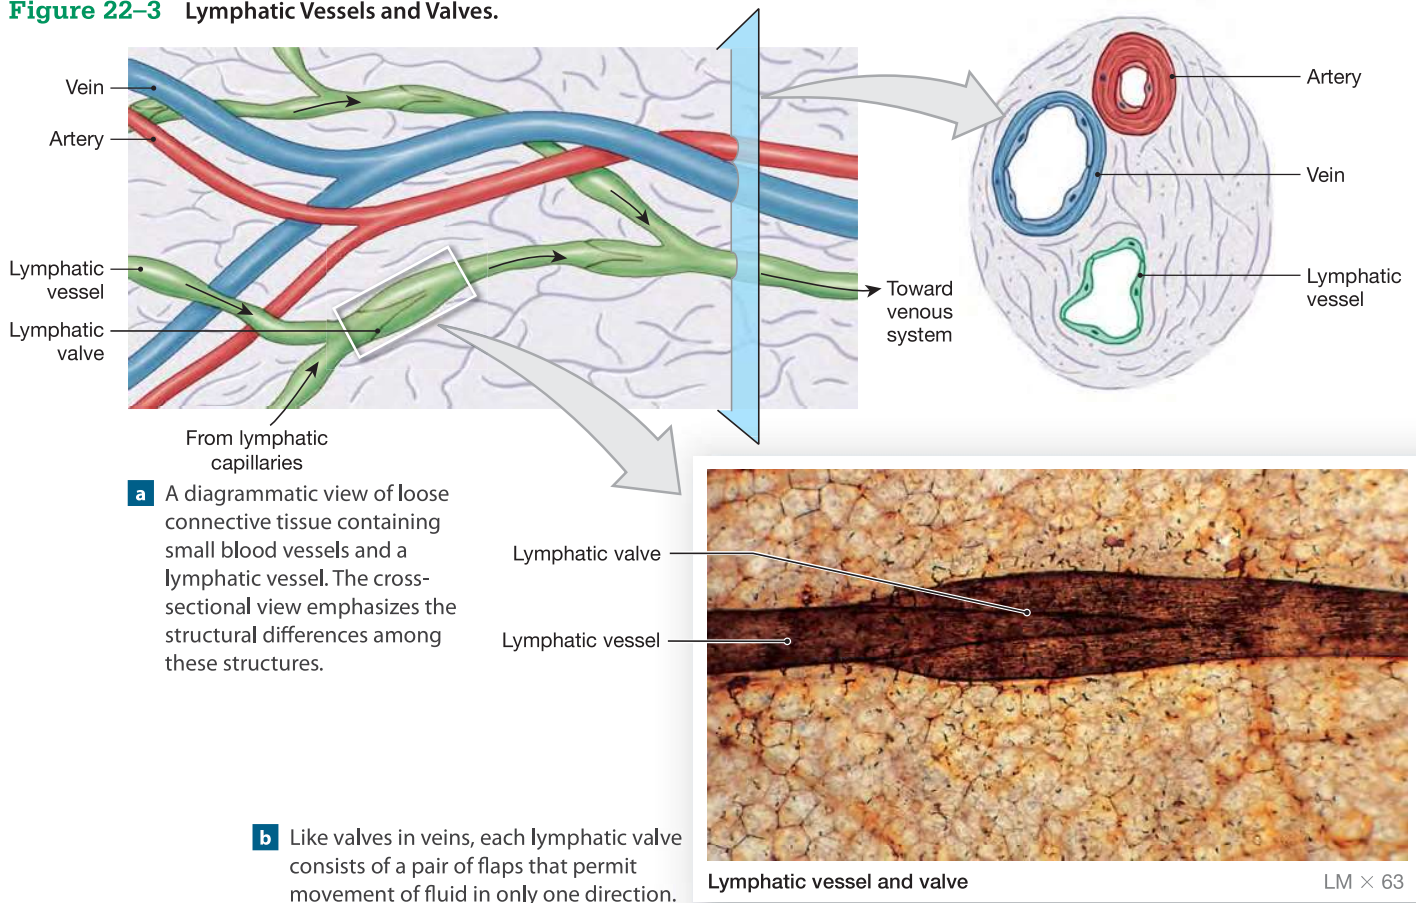 Figure 22–3 Lymphatic Vessels and Valves.
Vein
Artery
Lymphatic
vessel
Lymphatic
valve
From lymphatic
capillaries
Toward
venous
system
Artery
Vein
Lymphatic
vessel
a A diagrammatic view of loose
connective tissue containing
small blood vessels and a
lymphatic vessel. The cross-
sectional view emphasizes the
structural differences among
these structures.
Lymphatic valve
Lymphatic vessel
b Like valves in veins, each lymphatic valve
consists of a pair of flaps that permit
movement of fluid in only one direction.
Lymphatic vessel and valve
LM × 63